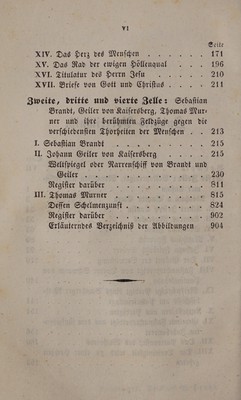 VI
Seite
XIV. Das Herz des Menschen . . . . . . 171
XV. Das Rad der ewigen Höllenqual . . 196
XVI. Titulatur des Herrn Jesu . . . . . 210
XVII. Briefe von Gott und Christus . . . . 211
Zweite, dritte und vierte Zelle: Sebastian
Brandt, Geiler von Kaisersberg, Thomas Mur-
ner und ihre berühmten Feldzüge gegen die
verschiedensten Thorheiten der Menschen . . 213
I. Sebastian Brandt . . . . . . 215
II. Johann Geiler von Kaisersberg . . . . 215
Weltspiegel oder Narrenschiff von Brandt und
Geiler . . . . . . . . . . 230
Register darüber . . . . . . . 811
III. Thomas Murner . . . . . . . 815
Dessen Schelmenzunft . . . . . . 824
Register darüber . . . . . . . 902
Erläuterndes Verzeichniß der Abbildungen 904